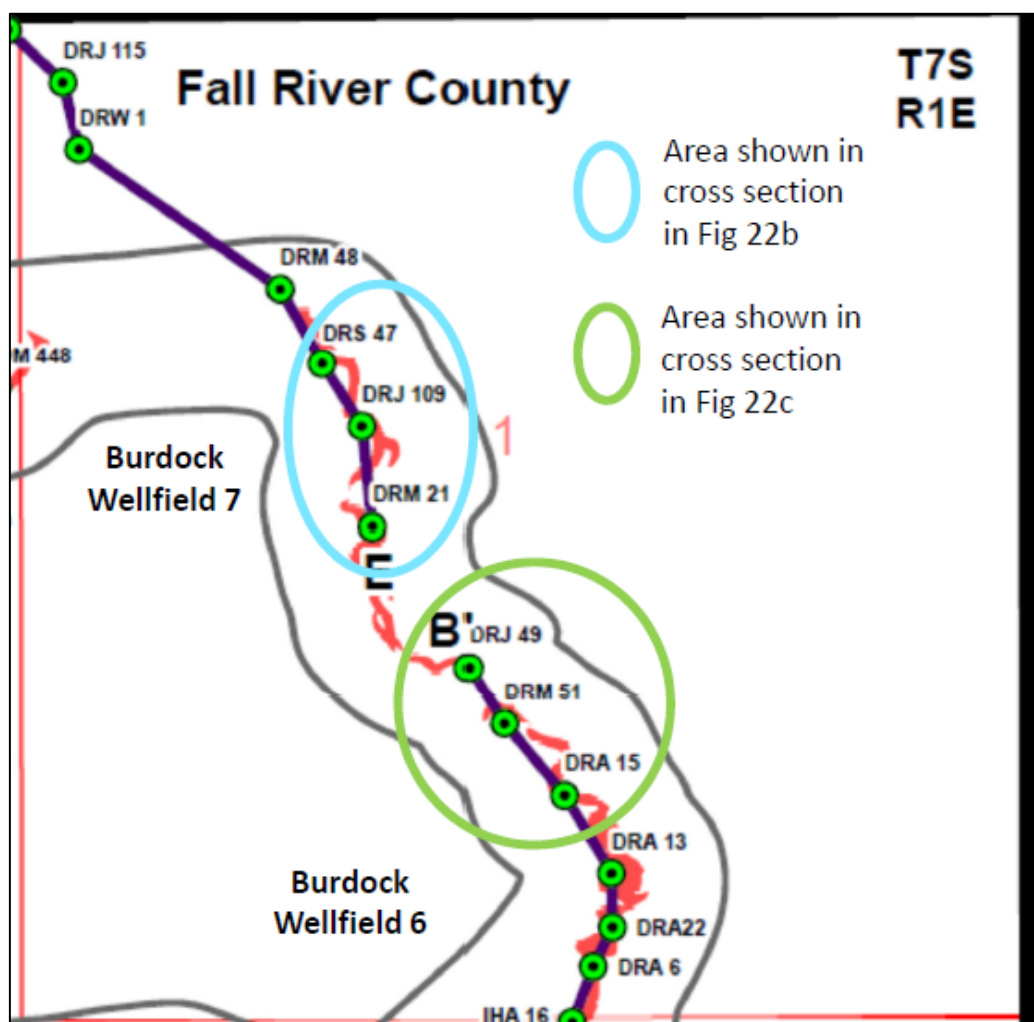 DRJ 115
Fall River County
T7S
R1E
DRW 1
Area shown in
cross section
in Fig 22b
DRM 48
DRS 47
Area shown in
cross section
in Fig 22c
M 448
DRJ 109
1
Burdock
Wellfield 7
DRM 21
E
B'
DRJ 49
DRM 51
DRA 15
DRA 13
Burdock
Wellfield 6
DRA22
DRA 6
IHA 16